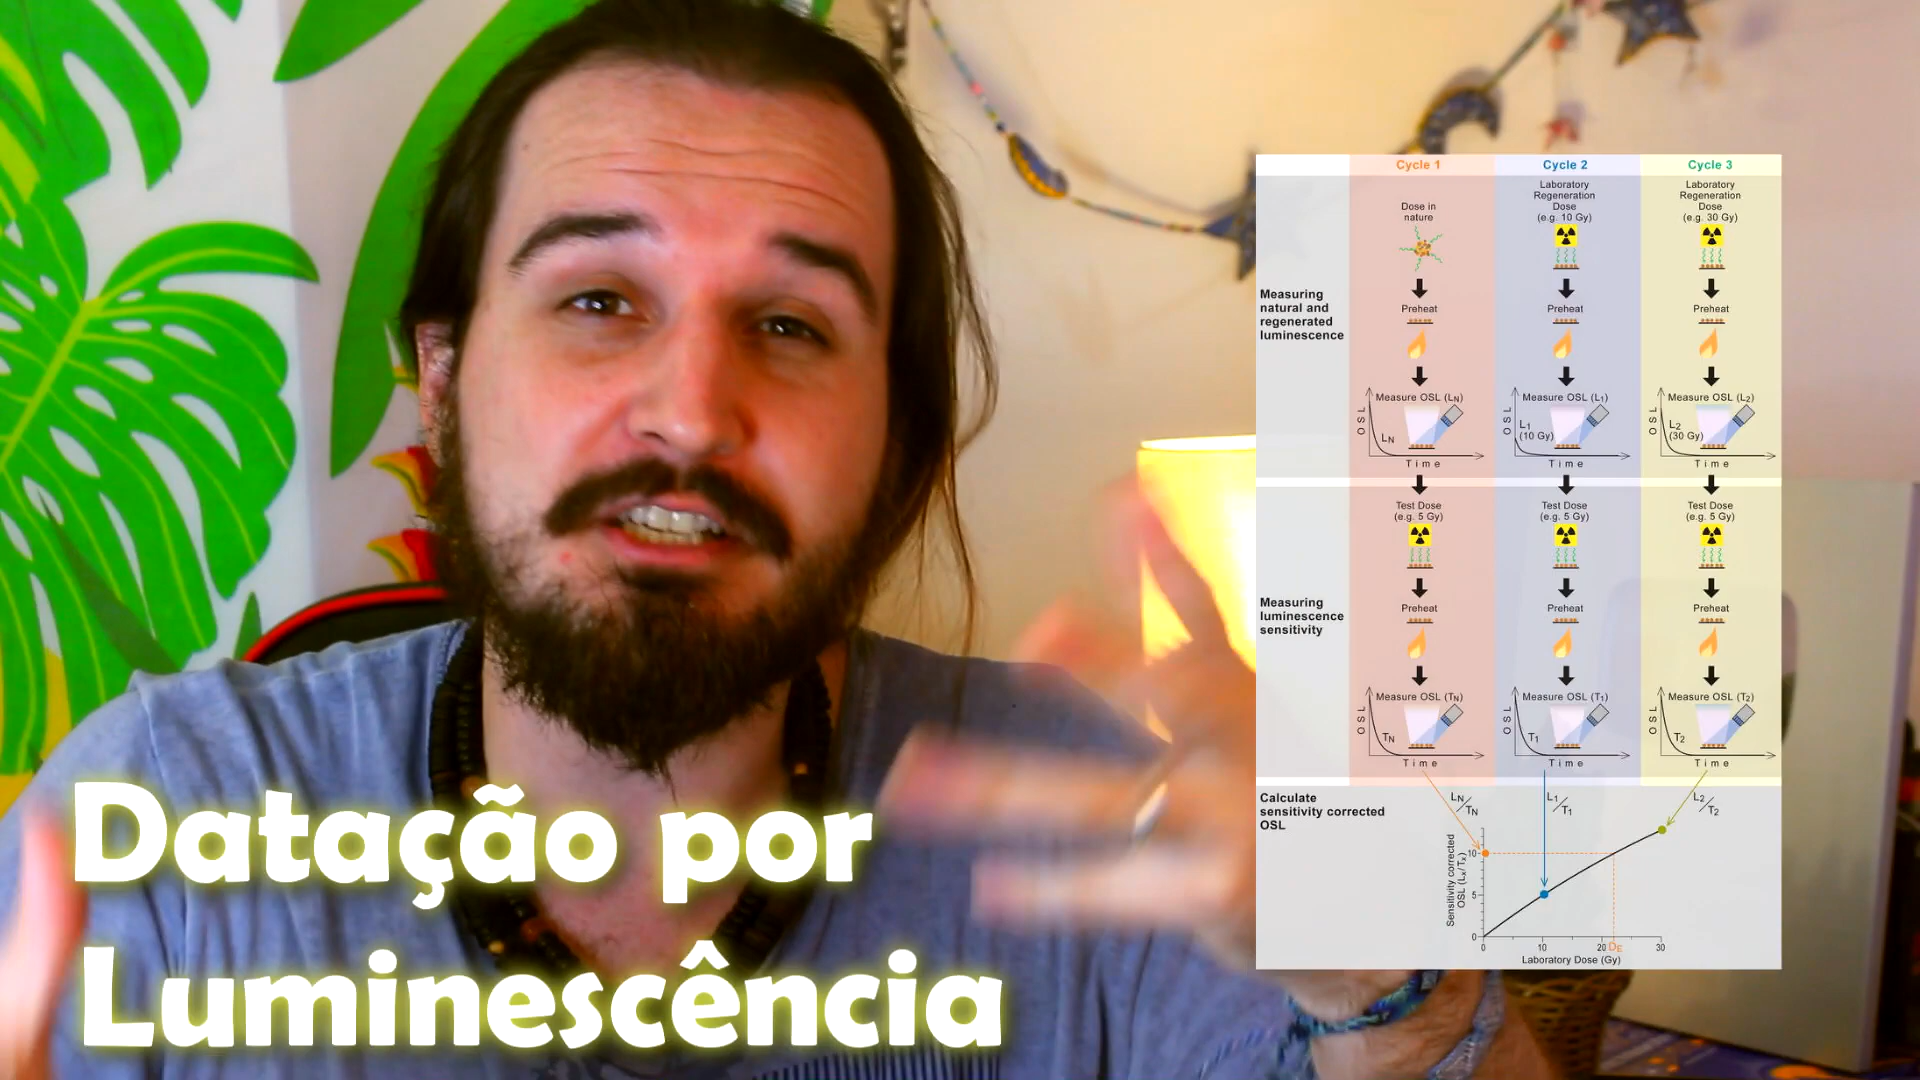 Cycle 1
Cycle 2
Cycle 3
Measuring
natural and
regenerated
luminescence
Dose in
nature
Laboratory
Regeneration
Dose
(e.g. 10 Gy)
Laboratory
Regeneration
Dose
(e.g. 30 Gy)
Preheat
Preheat
Preheat
Measure OSL (LN)
OSL
LN
Time
Measure OSL (L1)
OSL
L1
(10 Gy)
Time
Measure OSL (L2)
OSL
L2
(30 Gy)
Time
Measuring
luminescence
sensitivity
Test Dose
(e.g. 5 Gy)
Test Dose
(e.g. 5 Gy)
Test Dose
(e.g. 5 Gy)
Preheat
Preheat
Preheat
Measure OSL (TN)
OSL
TN
Time
Measure OSL (T1)
OSL
T1
Time
Measure OSL (T2)
OSL
T2
Time
Calculate
sensitivity corrected
OSL
LN/TN
L1/T1
L2/T2
Sensitivity corrected
OSL (Lx/Tx)
10
5
0
0
10
20
DE
30
Laboratory Dose (Gy)
Datação por
Luminescência